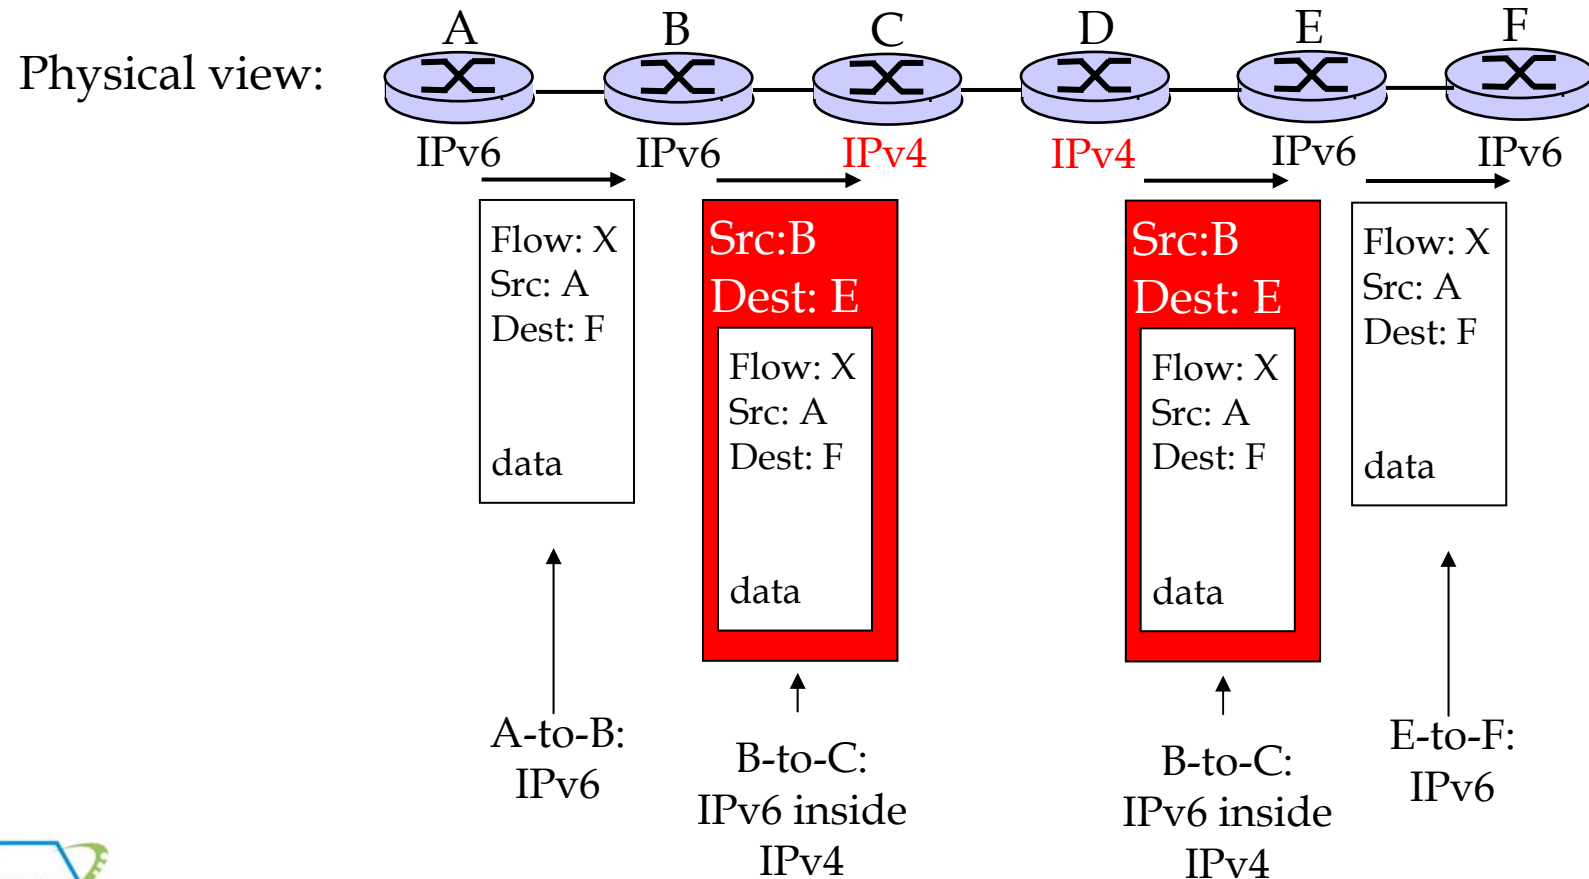 A
B
C
D
E
F
Physical view:
IPv6
IPv6
IPv4
IPv4
IPv6
IPv6
Flow: X
Src: A
Dest: F
data
Src:B
Dest: E
Flow: X
Src: A
Dest: F
data
Src:B
Dest: E
Flow: X
Src: A
Dest: F
data
Flow: X
Src: A
Dest: F
data
A-to-B:
IPv6
B-to-C:
IPv6 inside
IPv4
B-to-C:
IPv6 inside
IPv4
E-to-F:
IPv6